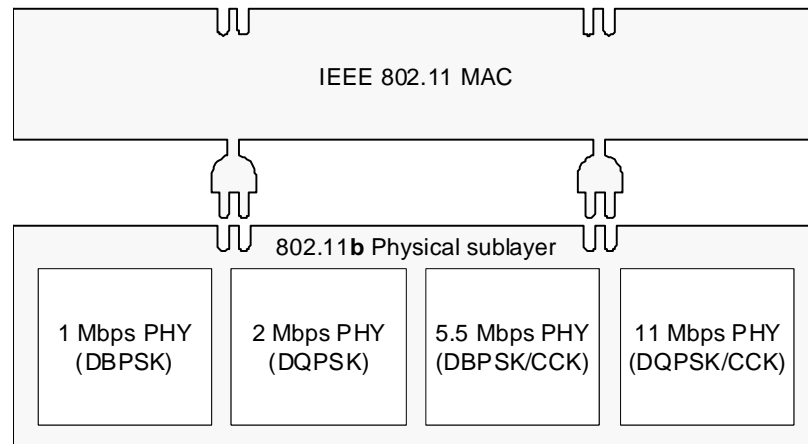 IEEE 802.11 MAC
802.11b Physical sublayer
1 Mbps PHY
(DBPSK)
2 Mbps PHY
(DQPSK)
5.5 Mbps PHY
(DBPSK/CCK)
11 Mbps PHY
(DQPSK/CCK)